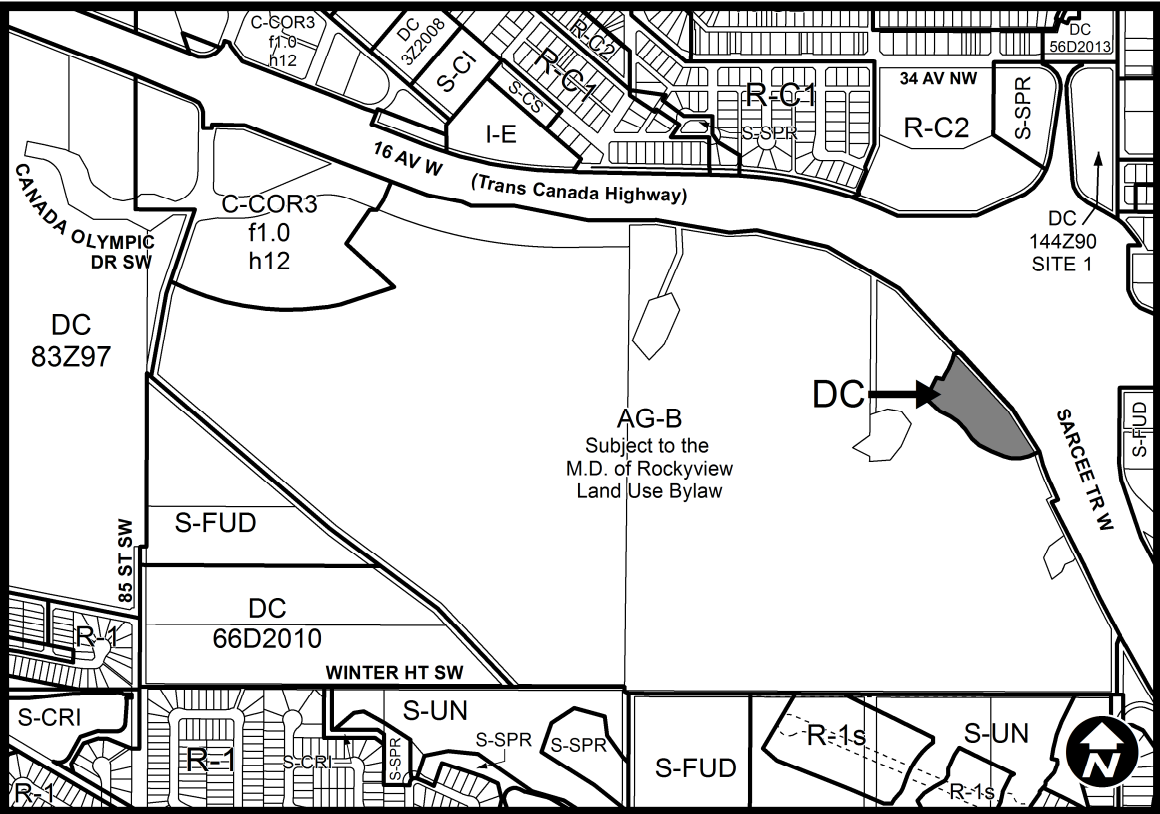 C-COR3
f1.0
h12
DC
3Z2008
S-CI
R-C2
R-C1
S-CS
I-E
R-C1
S-SPR
34 AV NW
R-C2
S-SPR
DC
56D2013
16 AV W
(Trans Canada Highway)
DC
144Z90
SITE 1
CANADA OLYMPIC
DR SW
C-COR3
f1.0
h12
DC
83Z97
DC
AG-B
Subject to the
M.D. of Rockyview
Land Use Bylaw
SARCEE TR W
S-FUD
S-FUD
85 ST SW
DC
66D2010
R-1
WINTER HT SW
S-CRI
R-1
R-1
S-CRI
S-SPR
S-UN
S-SPR
S-SPR
S-FUD
R-1s
S-UN
R-1s
N